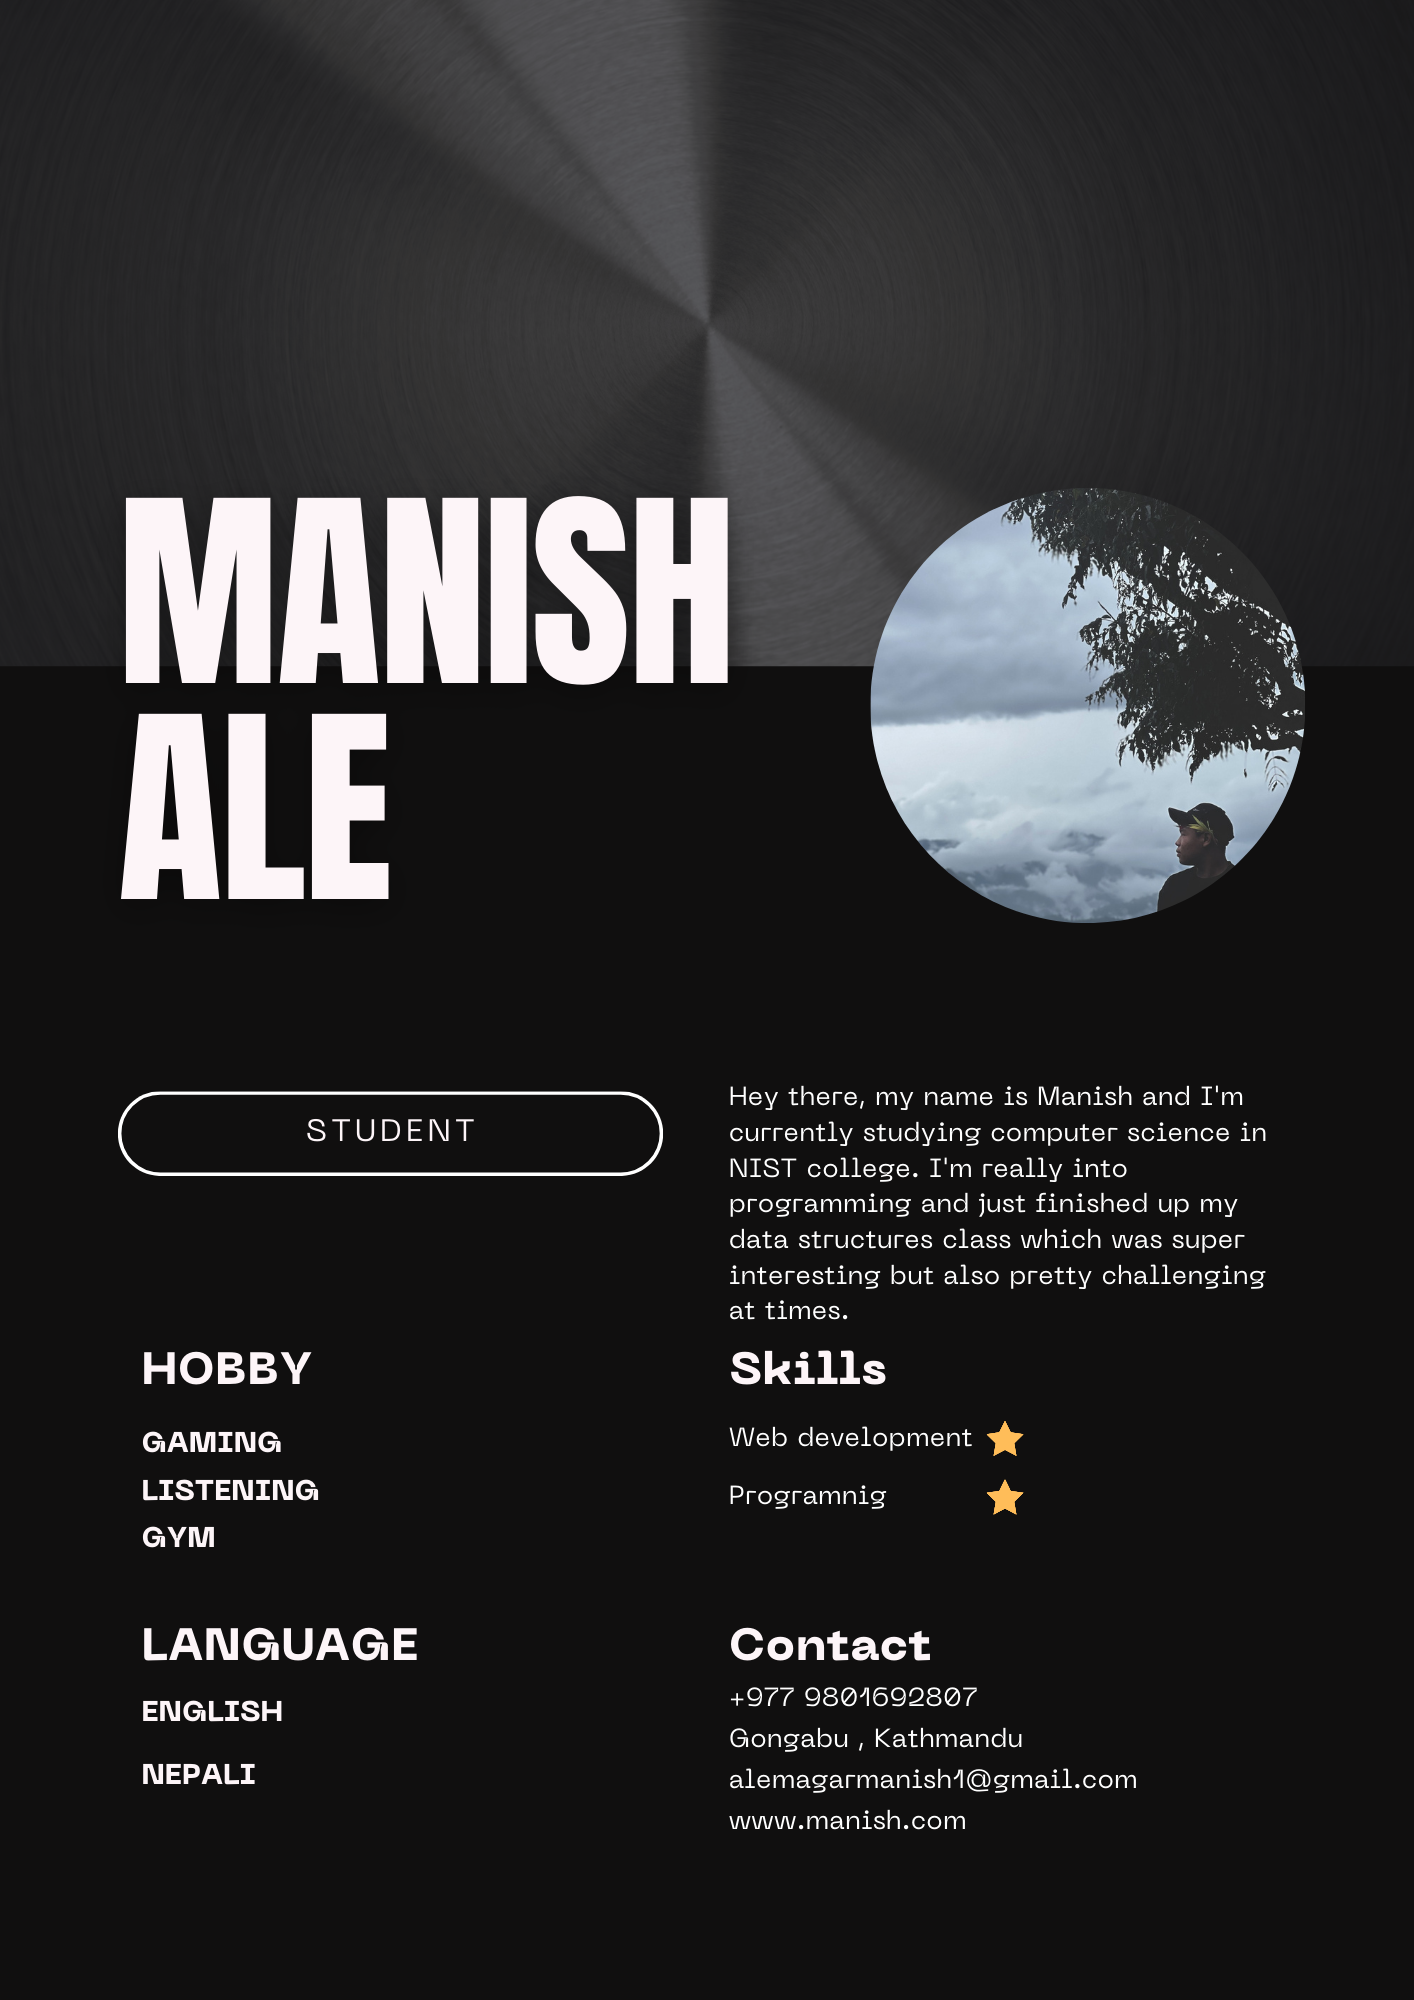 MANISH
ALE
STUDENT
Hey there, my name is Manish and I'm
currently studying computer science in
NIST college. I'm really into
programming and just finished up my
data structures class which was super
interesting but also pretty challenging
at times.
HOBBY
GAMING
LISTENING
GYM
Skills
Web development
Programnig
LANGUAGE
ENGLISH
NEPALI
Contact
+977 9801692807
Gongabu , Kathmandu
alemagarmanish1@gmail.com
www.manish.com